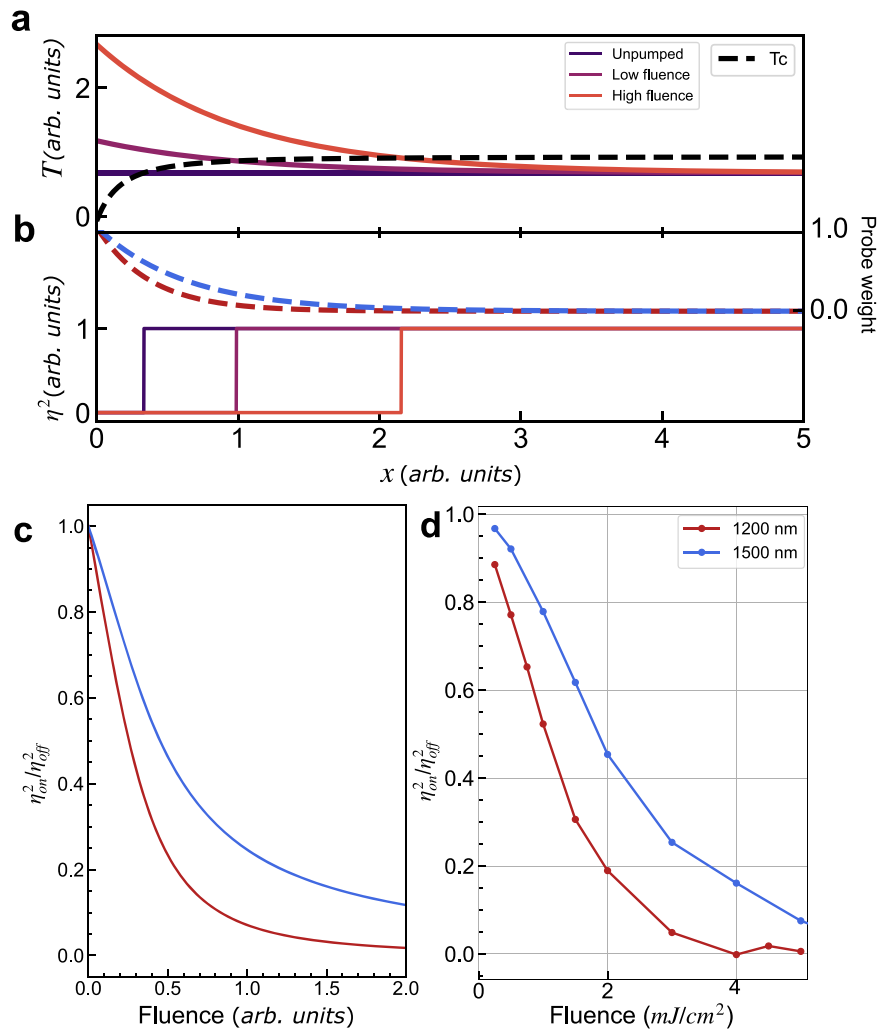 a
T (arb. units)
2
1
0
Unpumped
Low fluence
High fluence
Tc
b
η² (arb. units)
1
0
1.0
0.0
Probe weight
0 1 2 3 4 5
x (arb. units)
c
η²on/η²off
1.0
0.8
0.6
0.4
0.2
0.0
0.0 0.5 1.0 1.5 2.0
Fluence (arb. units)
d
η²on/η²off
1.0
0.8
0.6
0.4
0.2
0.0
1200 nm
1500 nm
0 2 4
Fluence (mJ/cm²)